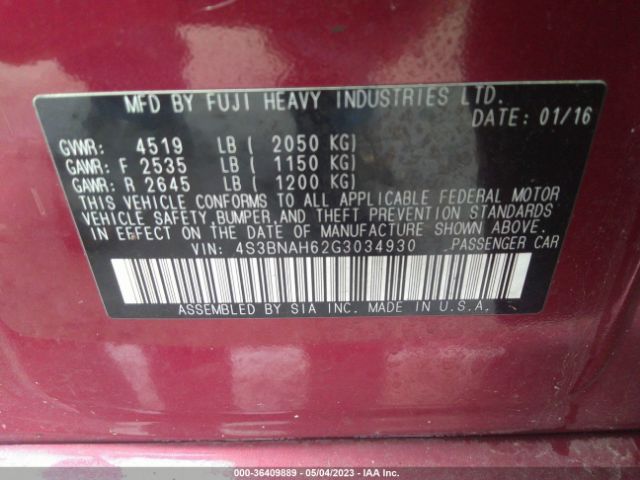 MFD BY FUJI HEAVY INDUSTRIES LTD.
DATE: 01/16
GVWR: 4519 LB ( 2050 KG)
GAWR: F 2535 LB ( 1150 KG)
GAWR: R 2645 LB ( 1200 KG)
THIS VEHICLE CONFORMS TO ALL APPLICABLE FEDERAL MOTOR
VEHICLE SAFETY, BUMPER, AND THEFT PREVENTION STANDARDS
IN EFFECT ON THE DATE OF MANUFACTURE SHOWN ABOVE.
VIN: 4S3BNAH62G3034930 PASSENGER CAR
ASSEMBLED BY SIA INC. MADE IN U.S.A.
000-36409889 - 05/04/2023 - IAA Inc.